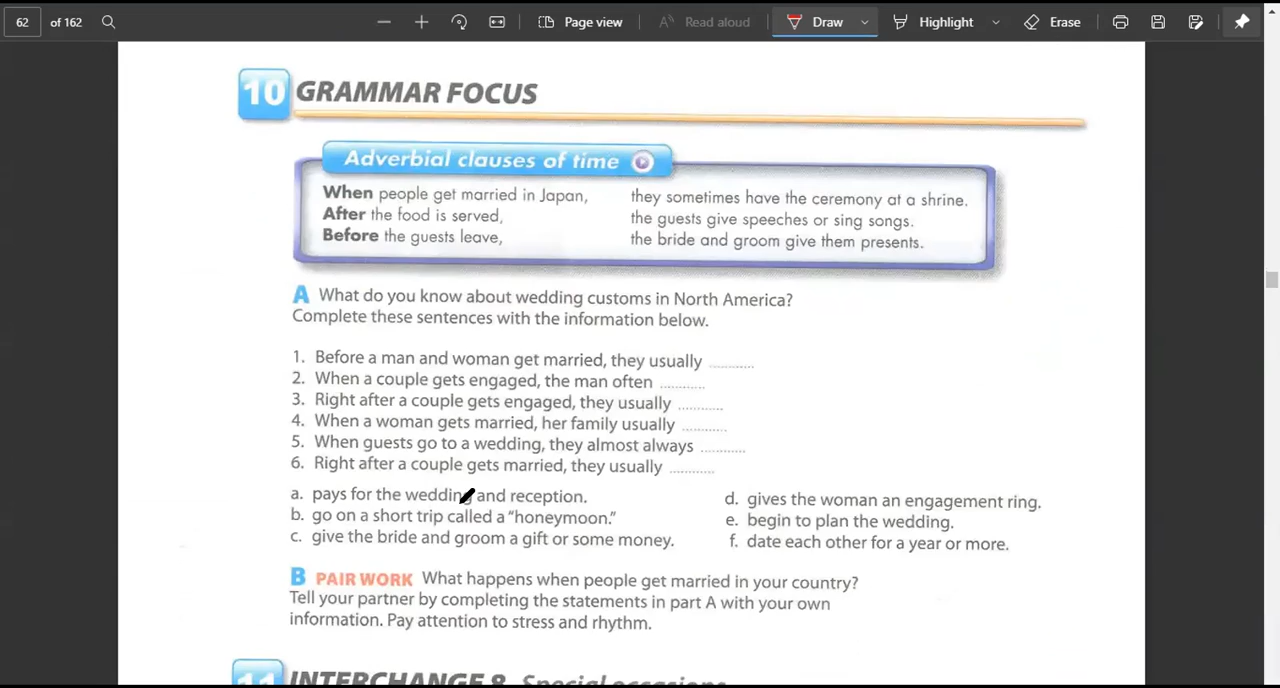 62 of 162 Page view Read aloud Draw Highlight Erase
10 GRAMMAR FOCUS
Adverbial clauses of time
When people get married in Japan, they sometimes have the ceremony at a shrine.
After the food is served, the guests give speeches or sing songs.
Before the guests leave, the bride and groom give them presents.
A What do you know about wedding customs in North America?
Complete these sentences with the information below.
1. Before a man and woman get married, they usually ...........
2. When a couple gets engaged, the man often ...........
3. Right after a couple gets engaged, they usually ...........
4. When a woman gets married, her family usually ...........
5. When guests go to a wedding, they almost always ...........
6. Right after a couple gets married, they usually ...........
a. pays for the wedding and reception.
b. go on a short trip called a "honeymoon."
c. give the bride and groom a gift or some money.
d. gives the woman an engagement ring.
e. begin to plan the wedding.
f. date each other for a year or more.
B PAIR WORK What happens when people get married in your country?
Tell your partner by completing the statements in part A with your own
information. Pay attention to stress and rhythm.
11 INTERCHANGE 8 Special occasions